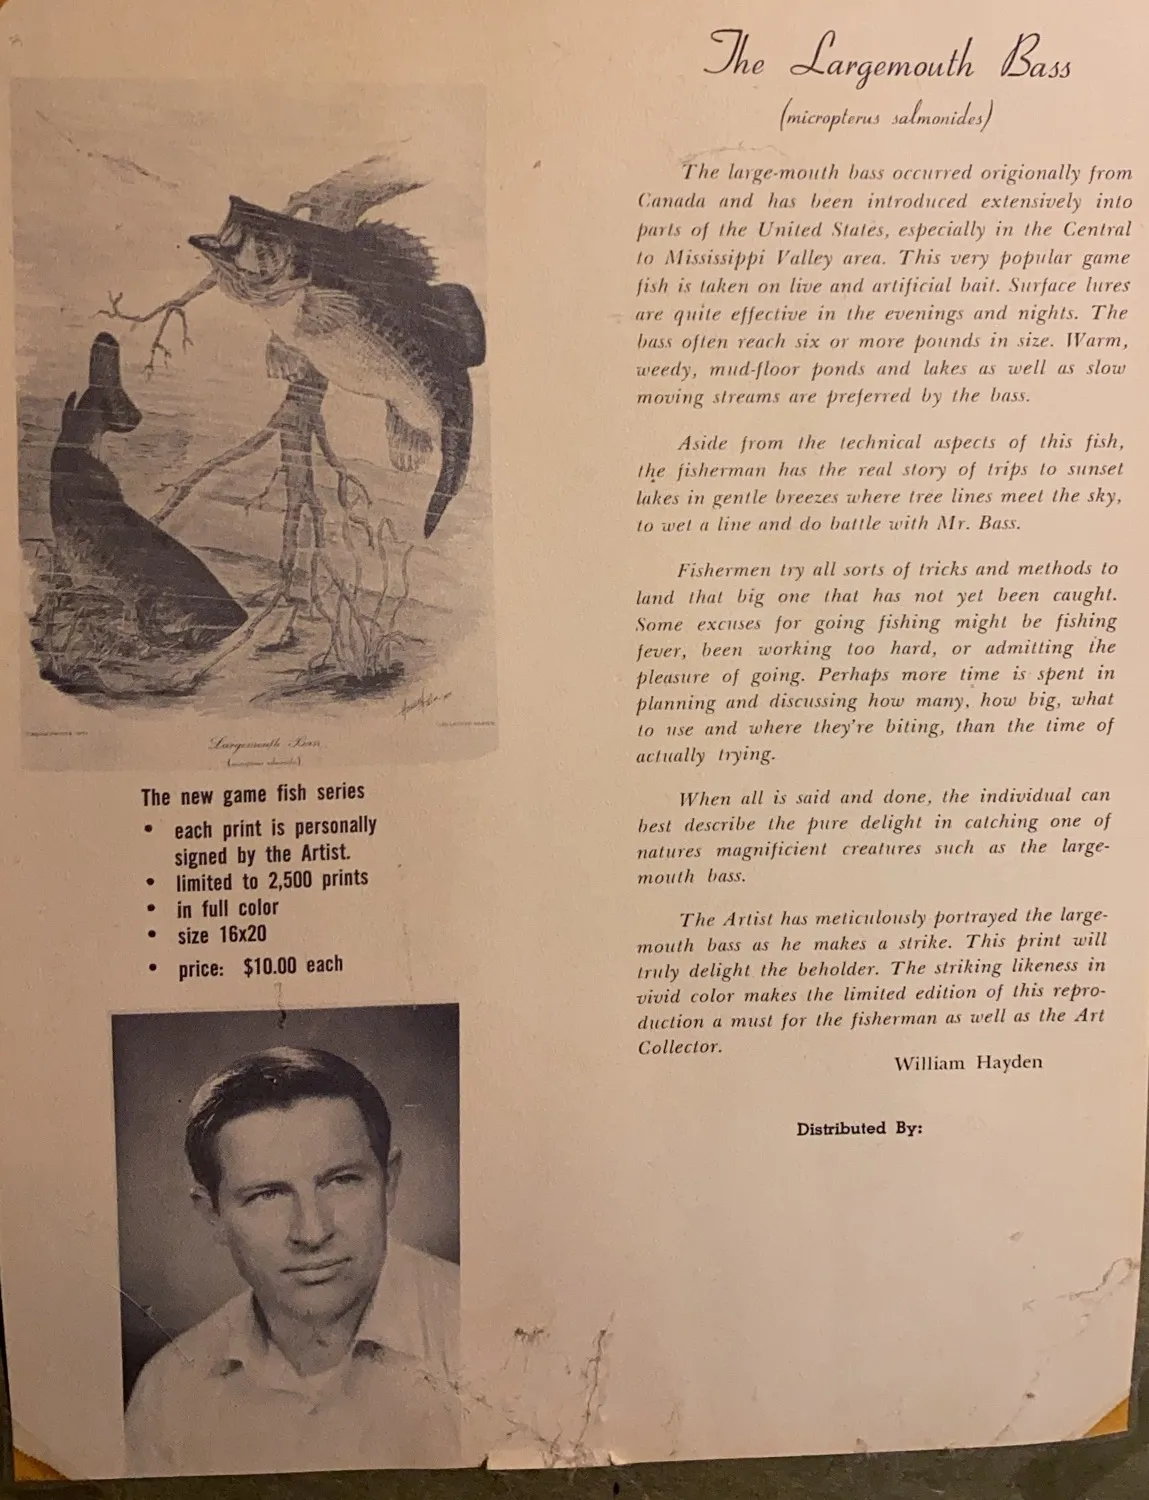 Largemouth Bass
The new game fish series
• each print is personally
signed by the Artist.
• limited to 2,500 prints
• in full color
• size 16x20
• price: $10.00 each
The Largemouth Bass
(micropterus salmonides)
The large-mouth bass occurred origionally from
Canada and has been introduced extensively into
parts of the United States, especially in the Central
to Mississippi Valley area. This very popular game
fish is taken on live and artificial bait. Surface lures
are quite effective in the evenings and nights. The
bass often reach six or more pounds in size. Warm,
weedy, mud-floor ponds and lakes as well as slow
moving streams are preferred by the bass.
Aside from the technical aspects of this fish,
the fisherman has the real story of trips to sunset
lakes in gentle breezes where tree lines meet the sky,
to wet a line and do battle with Mr. Bass.
Fishermen try all sorts of tricks and methods to
land that big one that has not yet been caught.
Some excuses for going fishing might be fishing
fever, been working too hard, or admitting the
pleasure of going. Perhaps more time is spent in
planning and discussing how many, how big, what
to use and where they're biting, than the time of
actually trying.
When all is said and done, the individual can
best describe the pure delight in catching one of
natures magnificient creatures such as the large-
mouth bass.
The Artist has meticulously portrayed the large-
mouth bass as he makes a strike. This print will
truly delight the beholder. The striking likeness in
vivid color makes the limited edition of this repro-
duction a must for the fisherman as well as the Art
Collector.
William Hayden
Distributed By: